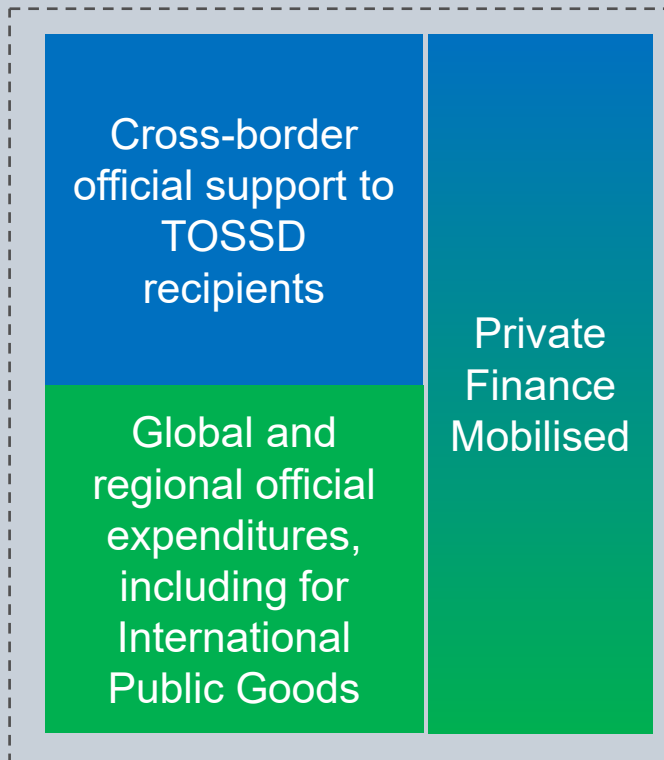 Cross-border
official support to
TOSSD
recipients
Global and
regional official
expenditures,
including for
International
Public Goods
Private
Finance
Mobilised